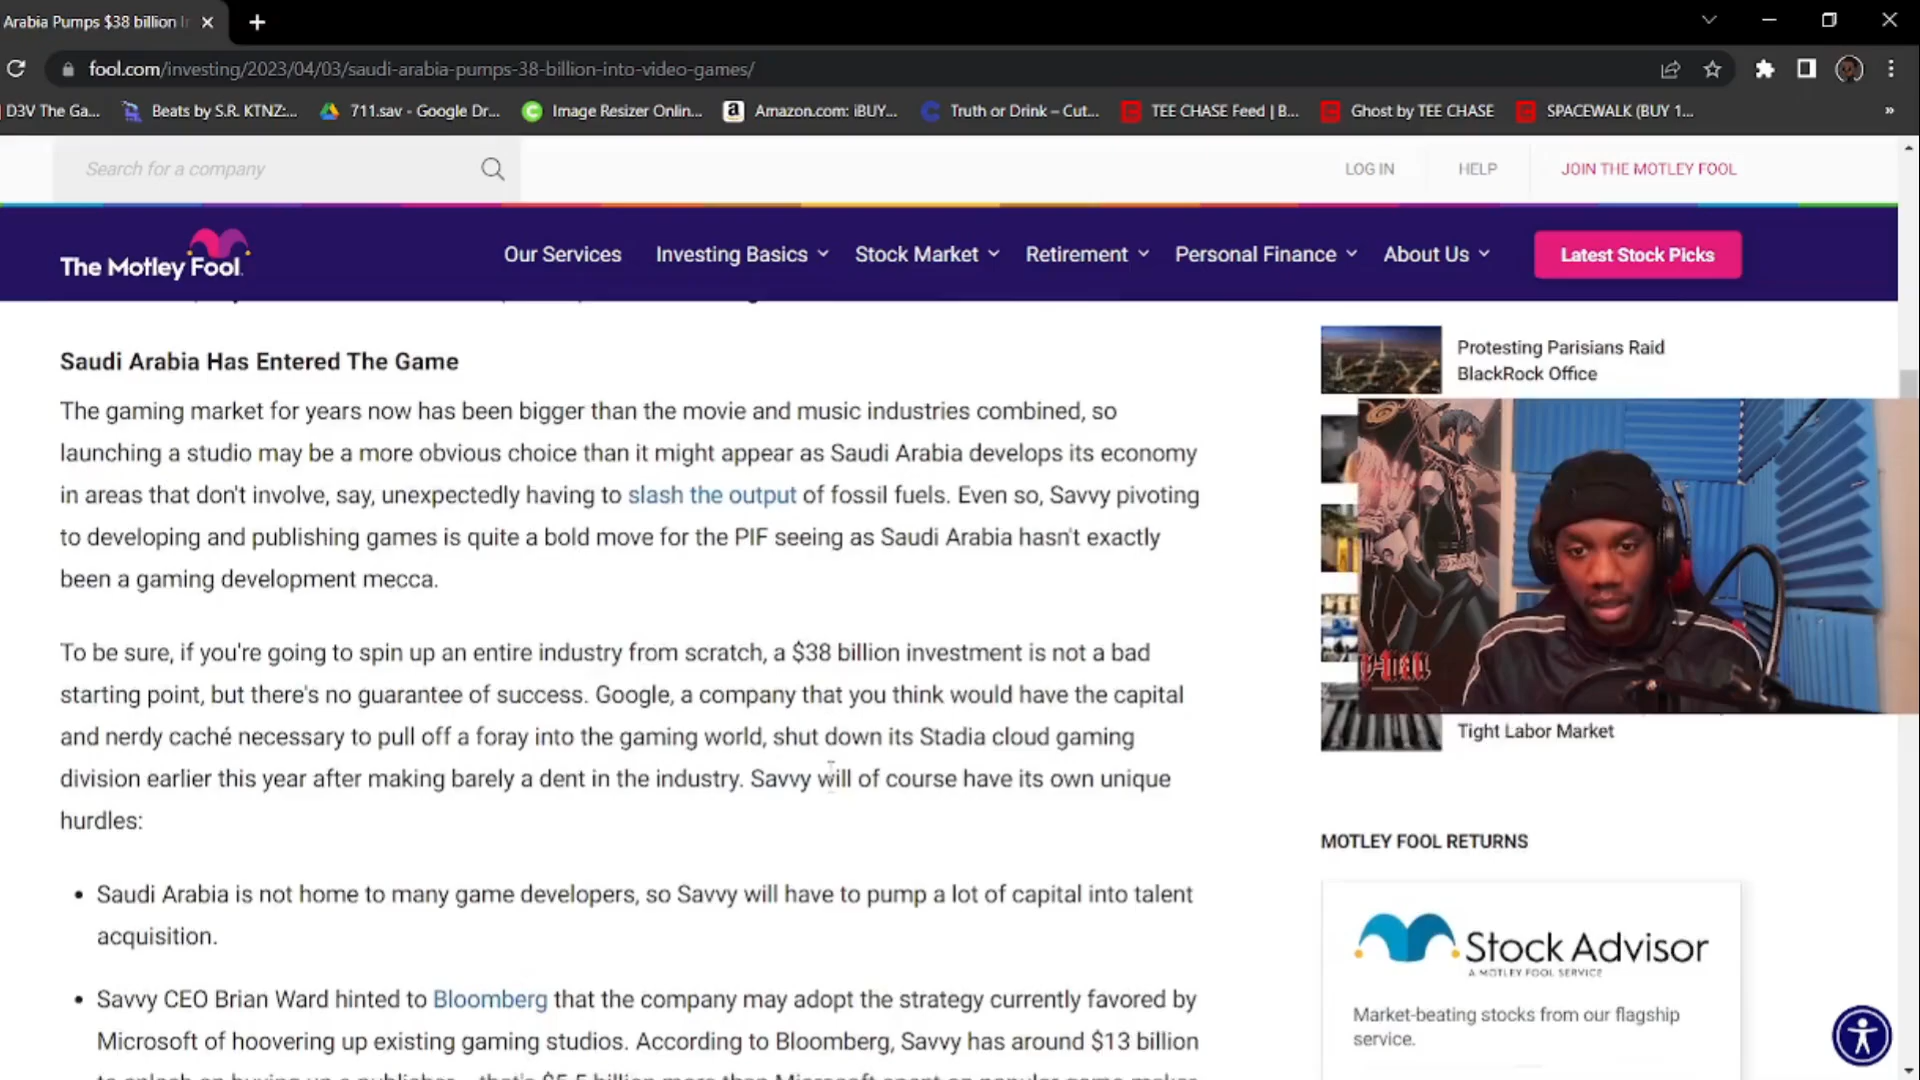 Arabia Pumps $38 billion
fool.com/investing/2023/04/03/saudi-arabia-pumps-38-billion-into-video-games/
D3V The Ga...
Beats by S.R. KTNZ:...
711.sav - Google Dr...
Image Resizer Onlin...
Amazon.com: iBUY...
Truth or Drink – Cut...
TEE CHASE Feed | B...
Ghost by TEE CHASE
SPACEWALK (BUY 1...
Search for a company
LOG IN
HELP
JOIN THE MOTLEY FOOL
The Motley Fool.
Our Services
Investing Basics
Stock Market
Retirement
Personal Finance
About Us
Latest Stock Picks
Saudi Arabia Has Entered The Game
The gaming market for years now has been bigger than the movie and music industries combined, so
launching a studio may be a more obvious choice than it might appear as Saudi Arabia develops its economy
in areas that don't involve, say, unexpectedly having to slash the output of fossil fuels. Even so, Savvy pivoting
to developing and publishing games is quite a bold move for the PIF seeing as Saudi Arabia hasn't exactly
been a gaming development mecca.
To be sure, if you're going to spin up an entire industry from scratch, a $38 billion investment is not a bad
starting point, but there's no guarantee of success. Google, a company that you think would have the capital
and nerdy caché necessary to pull off a foray into the gaming world, shut down its Stadia cloud gaming
division earlier this year after making barely a dent in the industry. Savvy will of course have its own unique
hurdles:
• Saudi Arabia is not home to many game developers, so Savvy will have to pump a lot of capital into talent
acquisition.
• Savvy CEO Brian Ward hinted to Bloomberg that the company may adopt the strategy currently favored by
Microsoft of hoovering up existing gaming studios. According to Bloomberg, Savvy has around $13 billion
Protesting Parisians Raid
BlackRock Office
Tight Labor Market
MOTLEY FOOL RETURNS
Stock Advisor
A MOTLEY FOOL SERVICE
Market-beating stocks from our flagship
service.